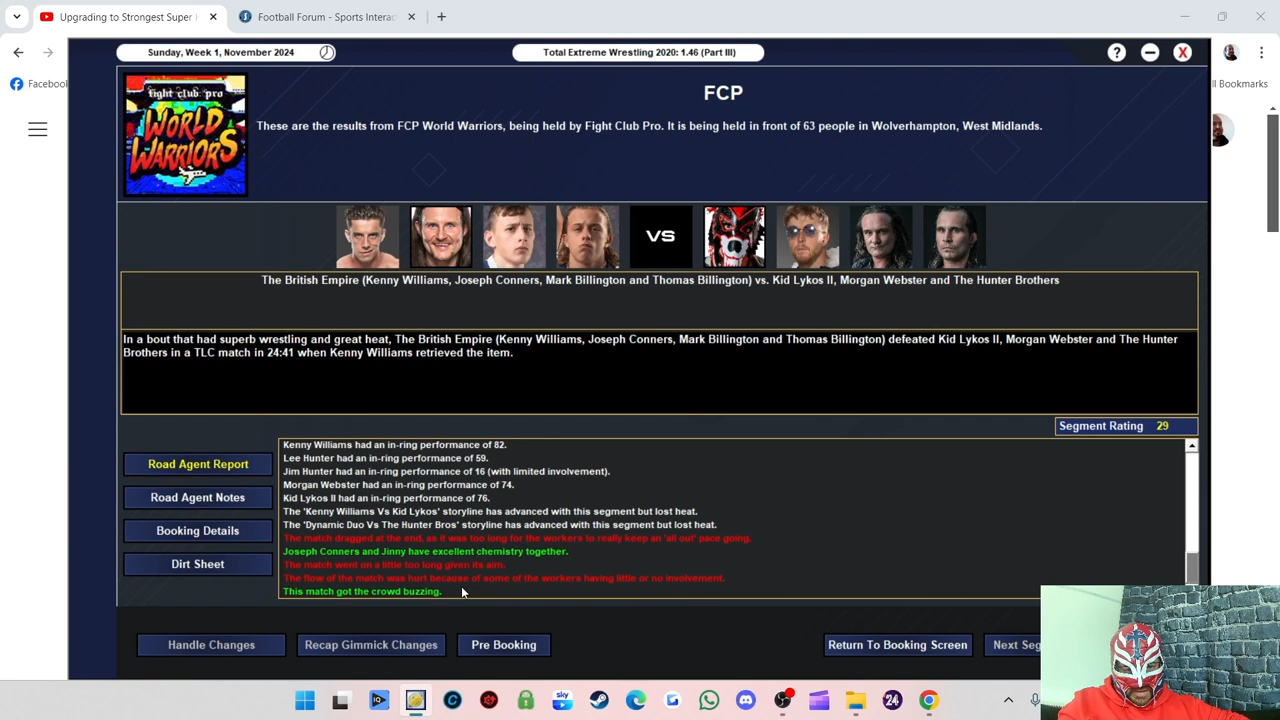 Upgrading to Strongest Super
Football Forum - Sports Interac
Sunday, Week 1, November 2024
Total Extreme Wrestling 2020: 1.46 (Part III)
?
X
Facebook
ll Bookmarks
fight club pro
WORLD
WARRIORS
FCP
These are the results from FCP World Warriors, being held by Fight Club Pro. It is being held in front of 63 people in Wolverhampton, West Midlands.
VS
The British Empire (Kenny Williams, Joseph Conners, Mark Billington and Thomas Billington) vs. Kid Lykos II, Morgan Webster and The Hunter Brothers
In a bout that had superb wrestling and great heat, The British Empire (Kenny Williams, Joseph Conners, Mark Billington and Thomas Billington) defeated Kid Lykos II, Morgan Webster and The Hunter
Brothers in a TLC match in 24:41 when Kenny Williams retrieved the item.
Segment Rating 29
Road Agent Report
Road Agent Notes
Booking Details
Dirt Sheet
Kenny Williams had an in-ring performance of 82.
Lee Hunter had an in-ring performance of 59.
Jim Hunter had an in-ring performance of 16 (with limited involvement).
Morgan Webster had an in-ring performance of 74.
Kid Lykos II had an in-ring performance of 76.
The 'Kenny Williams Vs Kid Lykos' storyline has advanced with this segment but lost heat.
The 'Dynamic Duo Vs The Hunter Bros' storyline has advanced with this segment but lost heat.
The match dragged at the end, as it was too long for the workers to really keep an 'all out' pace going.
Joseph Conners and Jinny have excellent chemistry together.
The match went on a little too long given its aim.
The flow of the match was hurt because of some of the workers having little or no involvement.
This match got the crowd buzzing.
Handle Changes
Recap Gimmick Changes
Pre Booking
Return To Booking Screen
Next Seg
sky
24